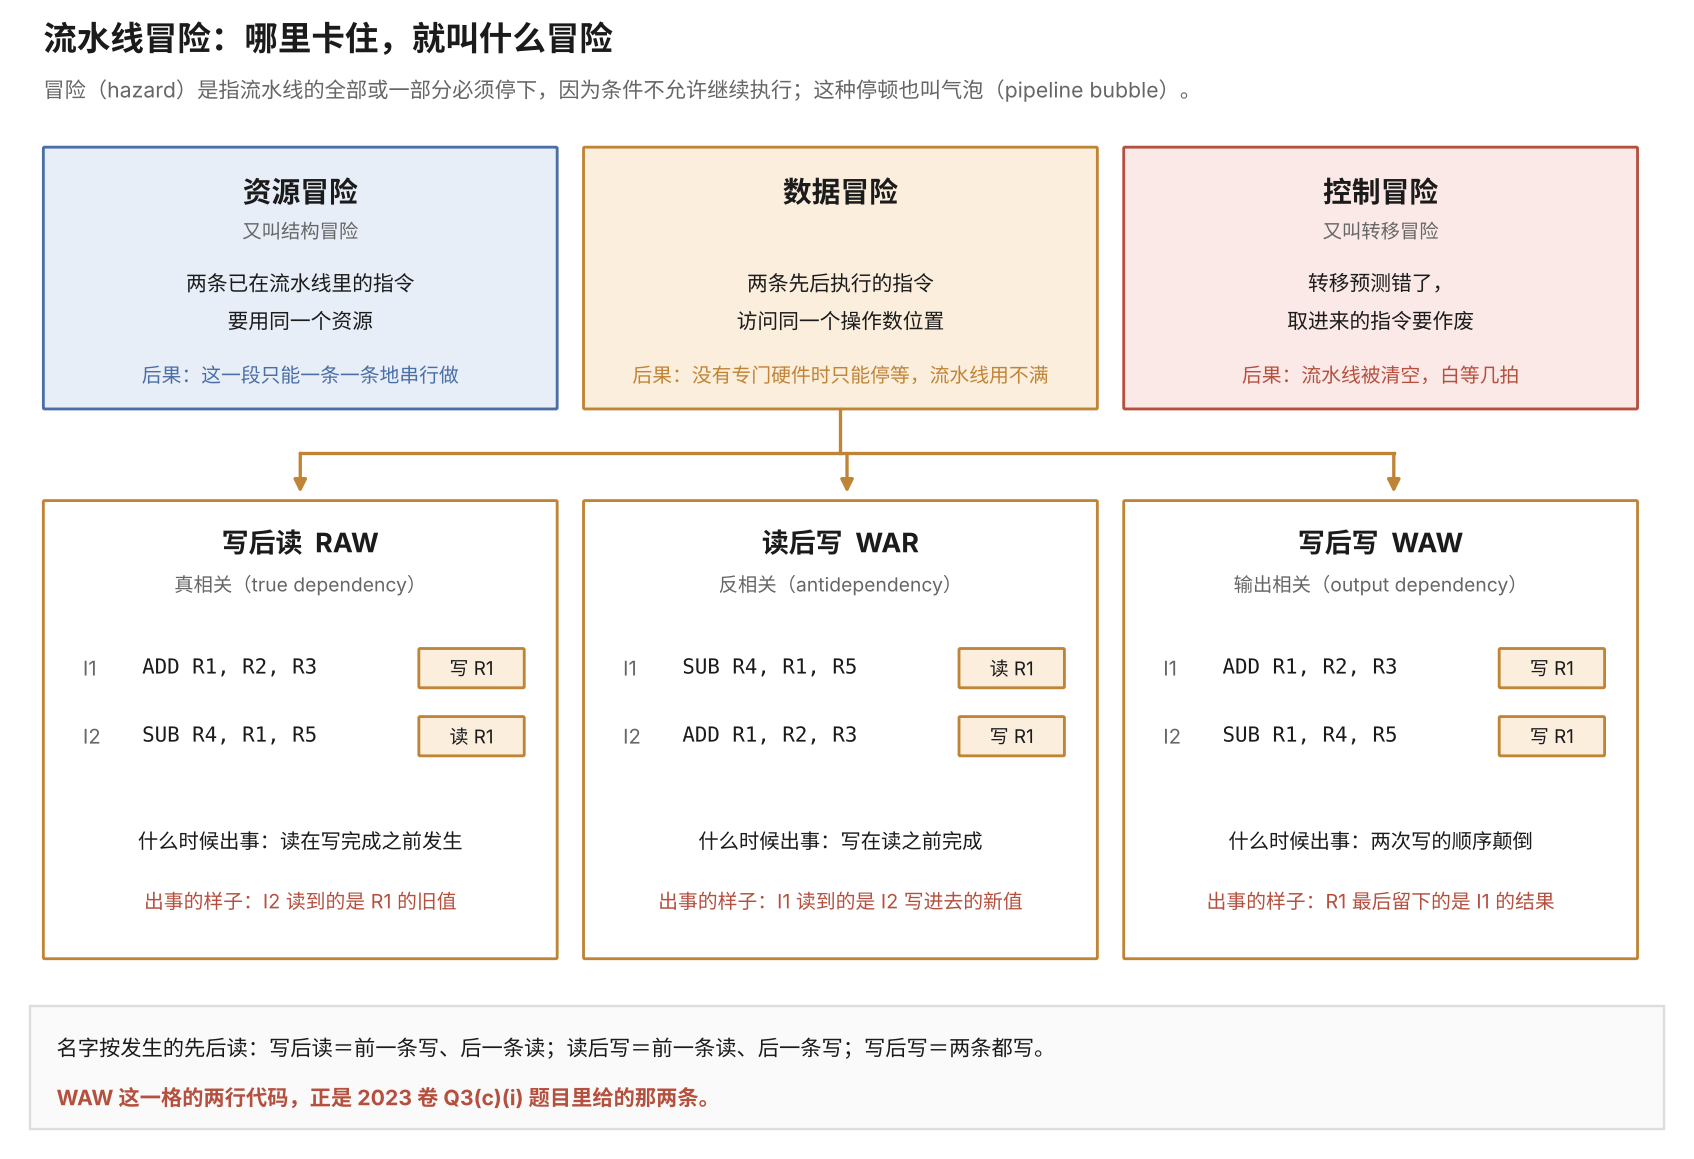 流水线冒险：哪里卡住，就叫什么冒险
冒险（hazard）是指流水线的全部或一部分必须停下，因为条件不允许继续执行；这种停顿也叫气泡（pipeline bubble）。
资源冒险
又叫结构冒险
两条已在流水线里的指令
要用同一个资源
后果：这一段只能一条一条地串行做
数据冒险
两条先后执行的指令
访问同一个操作数位置
后果：没有专门硬件时只能停等，流水线用不满
控制冒险
又叫转移冒险
转移预测错了，
取进来的指令要作废
后果：流水线被清空，白等几拍
写后读 RAW
真相关（true dependency）
I1 ADD R1, R2, R3 写 R1
I2 SUB R4, R1, R5 读 R1
什么时候出事：读在写完成之前发生
出事的样子：I2 读到的是 R1 的旧值
读后写 WAR
反相关（antidependency）
I1 SUB R4, R1, R5 读 R1
I2 ADD R1, R2, R3 写 R1
什么时候出事：写在读之前完成
出事的样子：I1 读到的是 I2 写进去的新值
写后写 WAW
输出相关（output dependency）
I1 ADD R1, R2, R3 写 R1
I2 SUB R1, R4, R5 写 R1
什么时候出事：两次写的顺序颠倒
出事的样子：R1 最后留下的是 I1 的结果
名字按发生的先后读：写后读＝前一条写、后一条读；读后写＝前一条读、后一条写；写后写＝两条都写。
WAW 这一格的两行代码，正是 2023 卷 Q3(c)(i) 题目里给的那两条。